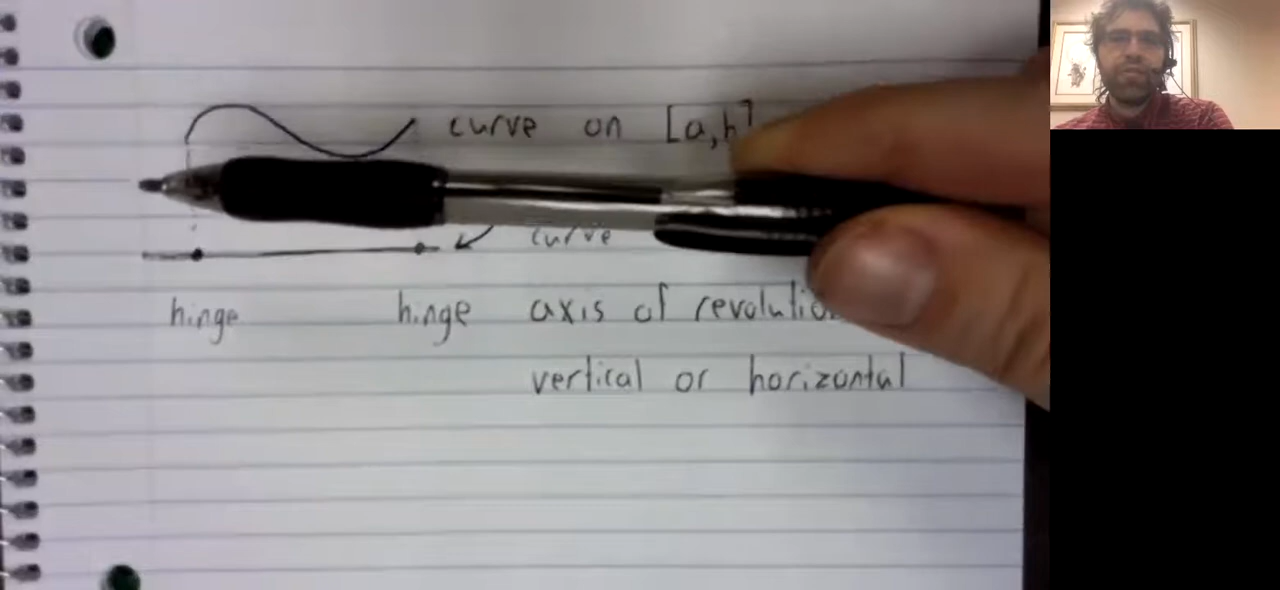 curve on [a,b]
curve
hinge hinge axis of revolution
vertical or horizontal